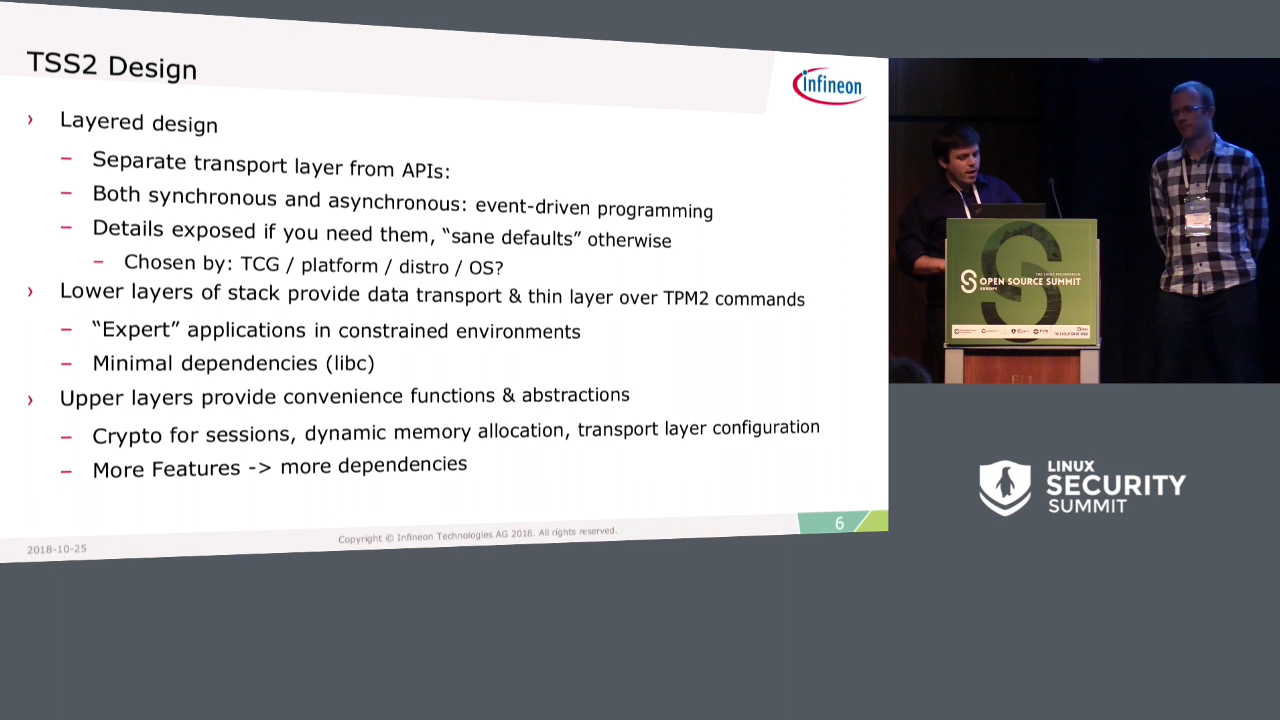 TSS2 Design
infineon
› Layered design
– Separate transport layer from APIs:
– Both synchronous and asynchronous: event-driven programming
– Details exposed if you need them, “sane defaults” otherwise
– Chosen by: TCG / platform / distro / OS?
› Lower layers of stack provide data transport & thin layer over TPM2 commands
– “Expert” applications in constrained environments
– Minimal dependencies (libc)
› Upper layers provide convenience functions & abstractions
– Crypto for sessions, dynamic memory allocation, transport layer configuration
– More Features -> more dependencies
2018-10-25
Copyright © Infineon Technologies AG 2018. All rights reserved.
6
THE LINUX FOUNDATION
OPEN SOURCE SUMMIT
EUROPE
LINUX
SECURITY
SUMMIT